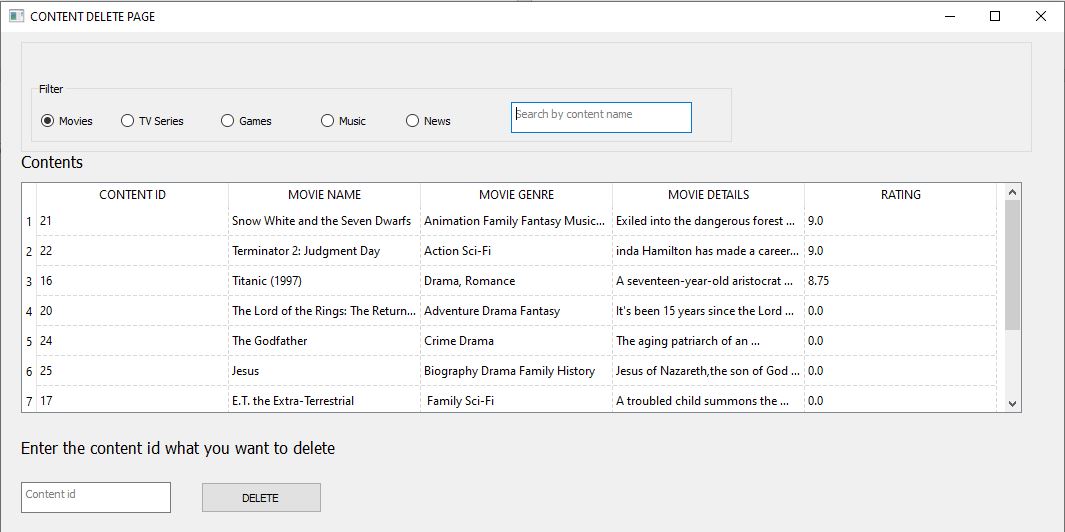 CONTENT DELETE PAGE
Filter
Movies TV Series Games Music News Search by content name
Contents
CONTENT ID MOVIE NAME MOVIE GENRE MOVIE DETAILS RATING
1 21 Snow White and the Seven Dwarfs Animation Family Fantasy Music... Exiled into the dangerous forest ... 9.0
2 22 Terminator 2: Judgment Day Action Sci-Fi inda Hamilton has made a career... 9.0
3 16 Titanic (1997) Drama, Romance A seventeen-year-old aristocrat ... 8.75
4 20 The Lord of the Rings: The Return... Adventure Drama Fantasy It's been 15 years since the Lord ... 0.0
5 24 The Godfather Crime Drama The aging patriarch of an ... 0.0
6 25 Jesus Biography Drama Family History Jesus of Nazareth,the son of God ... 0.0
7 17 E.T. the Extra-Terrestrial Family Sci-Fi A troubled child summons the ... 0.0
Enter the content id what you want to delete
Content id DELETE